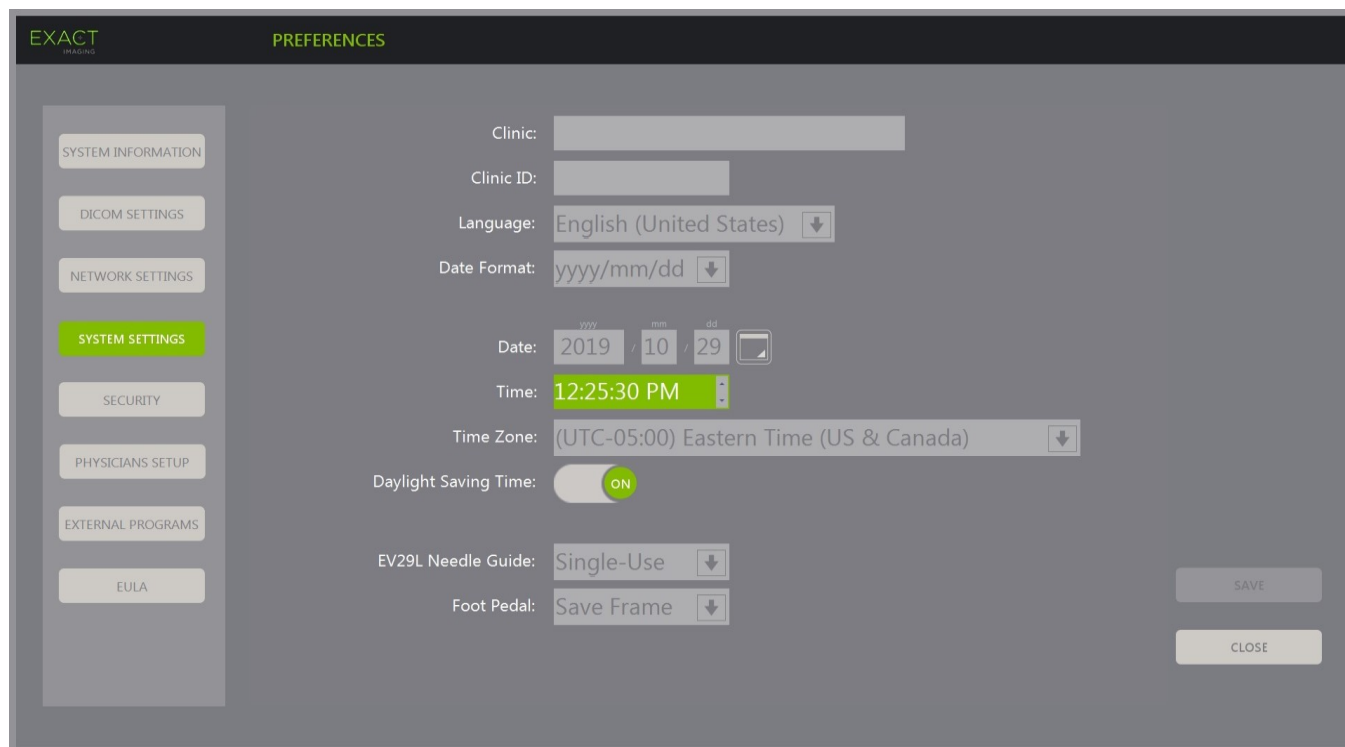 EXACT
IMAGING
PREFERENCES
SYSTEM INFORMATION
DICOM SETTINGS
NETWORK SETTINGS
SYSTEM SETTINGS
SECURITY
PHYSICIANS SETUP
EXTERNAL PROGRAMS
EULA
Clinic:
Clinic ID:
Language: English (United States)
Date Format: yyyy/mm/dd
yyyy mm dd
Date: 2019 / 10 / 29
Time: 12:25:30 PM
Time Zone: (UTC-05:00) Eastern Time (US & Canada)
Daylight Saving Time: ON
EV29L Needle Guide: Single-Use
Foot Pedal: Save Frame
SAVE
CLOSE